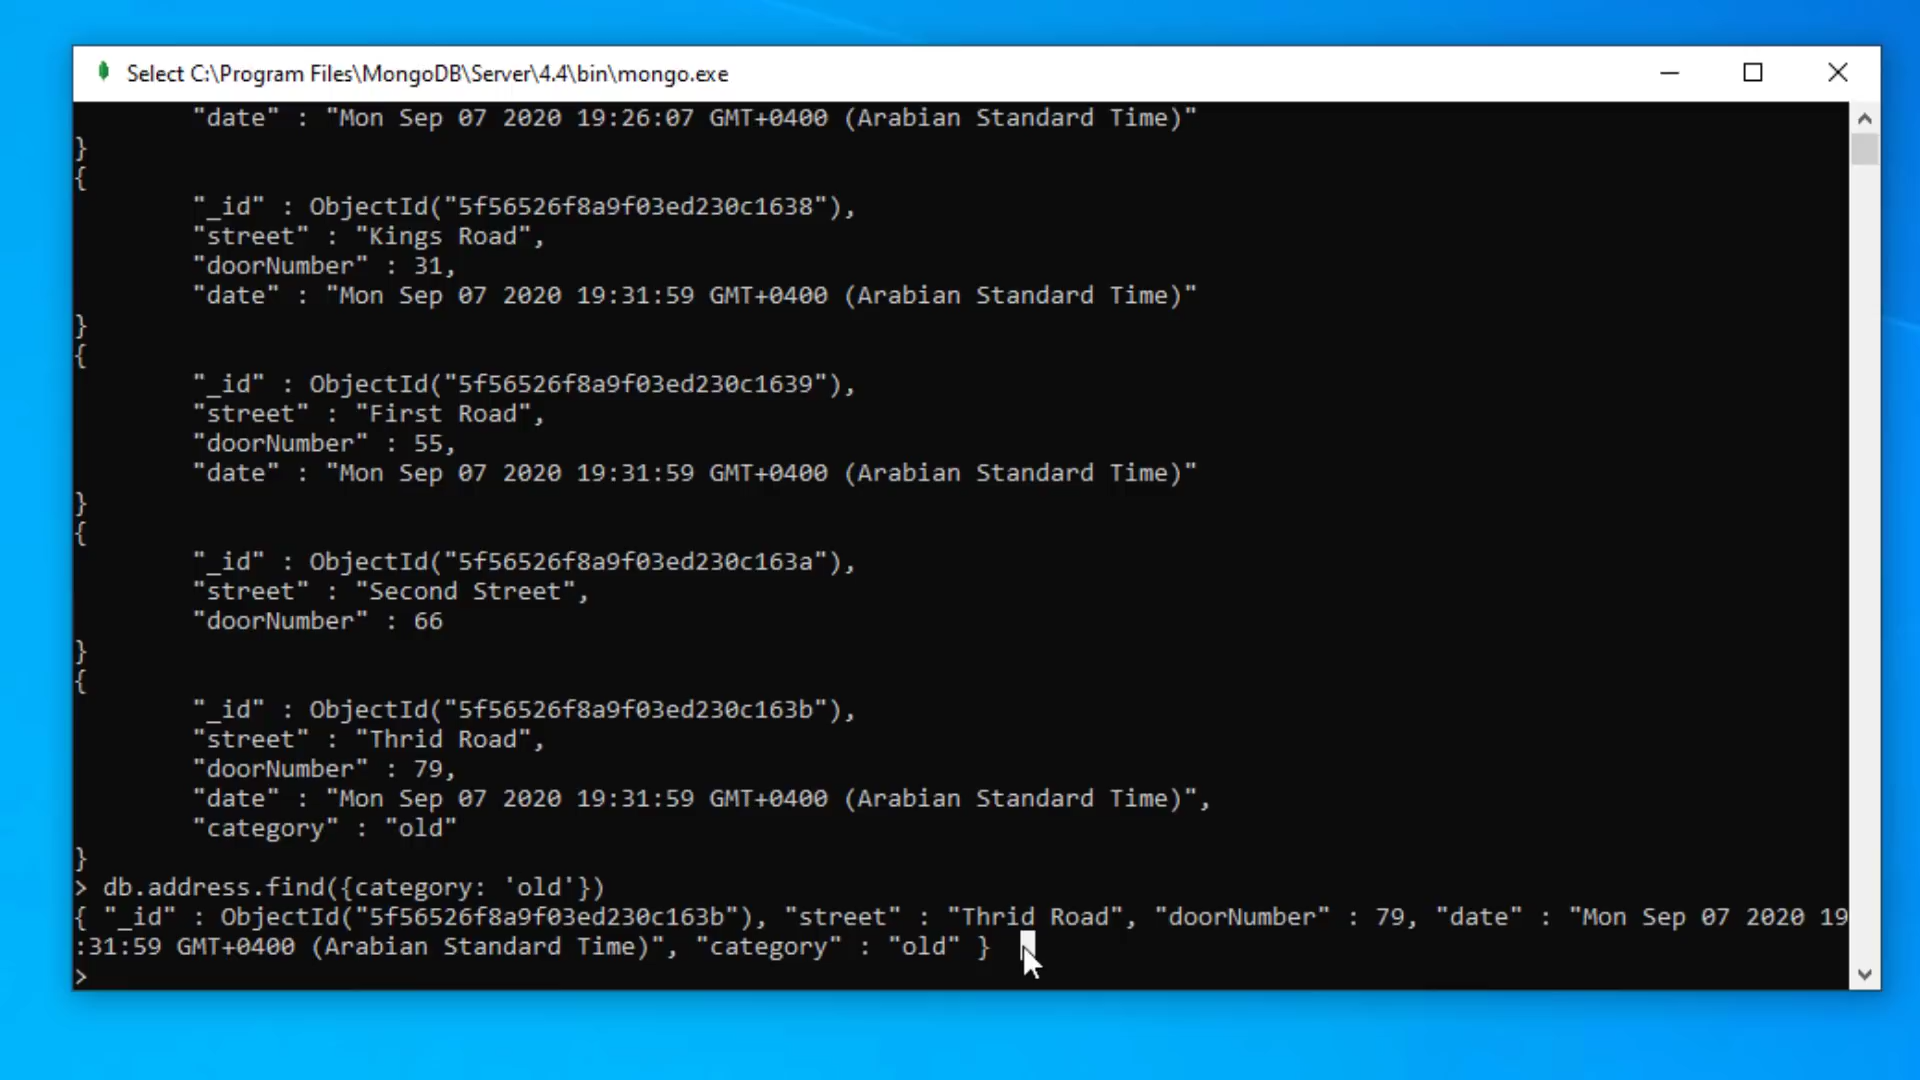 Select C:\Program Files\MongoDB\Server\4.4\bin\mongo.exe
"date" : "Mon Sep 07 2020 19:26:07 GMT+0400 (Arabian Standard Time)"
}
{
"_id" : ObjectId("5f56526f8a9f03ed230c1638"),
"street" : "Kings Road",
"doorNumber" : 31,
"date" : "Mon Sep 07 2020 19:31:59 GMT+0400 (Arabian Standard Time)"
}
{
"_id" : ObjectId("5f56526f8a9f03ed230c1639"),
"street" : "First Road",
"doorNumber" : 55,
"date" : "Mon Sep 07 2020 19:31:59 GMT+0400 (Arabian Standard Time)"
}
{
"_id" : ObjectId("5f56526f8a9f03ed230c163a"),
"street" : "Second Street",
"doorNumber" : 66
}
{
"_id" : ObjectId("5f56526f8a9f03ed230c163b"),
"street" : "Thrid Road",
"doorNumber" : 79,
"date" : "Mon Sep 07 2020 19:31:59 GMT+0400 (Arabian Standard Time)",
"category" : "old"
}
> db.address.find({category: 'old'})
{ "_id" : ObjectId("5f56526f8a9f03ed230c163b"), "street" : "Thrid Road", "doorNumber" : 79, "date" : "Mon Sep 07 2020 19
:31:59 GMT+0400 (Arabian Standard Time)", "category" : "old" }
>